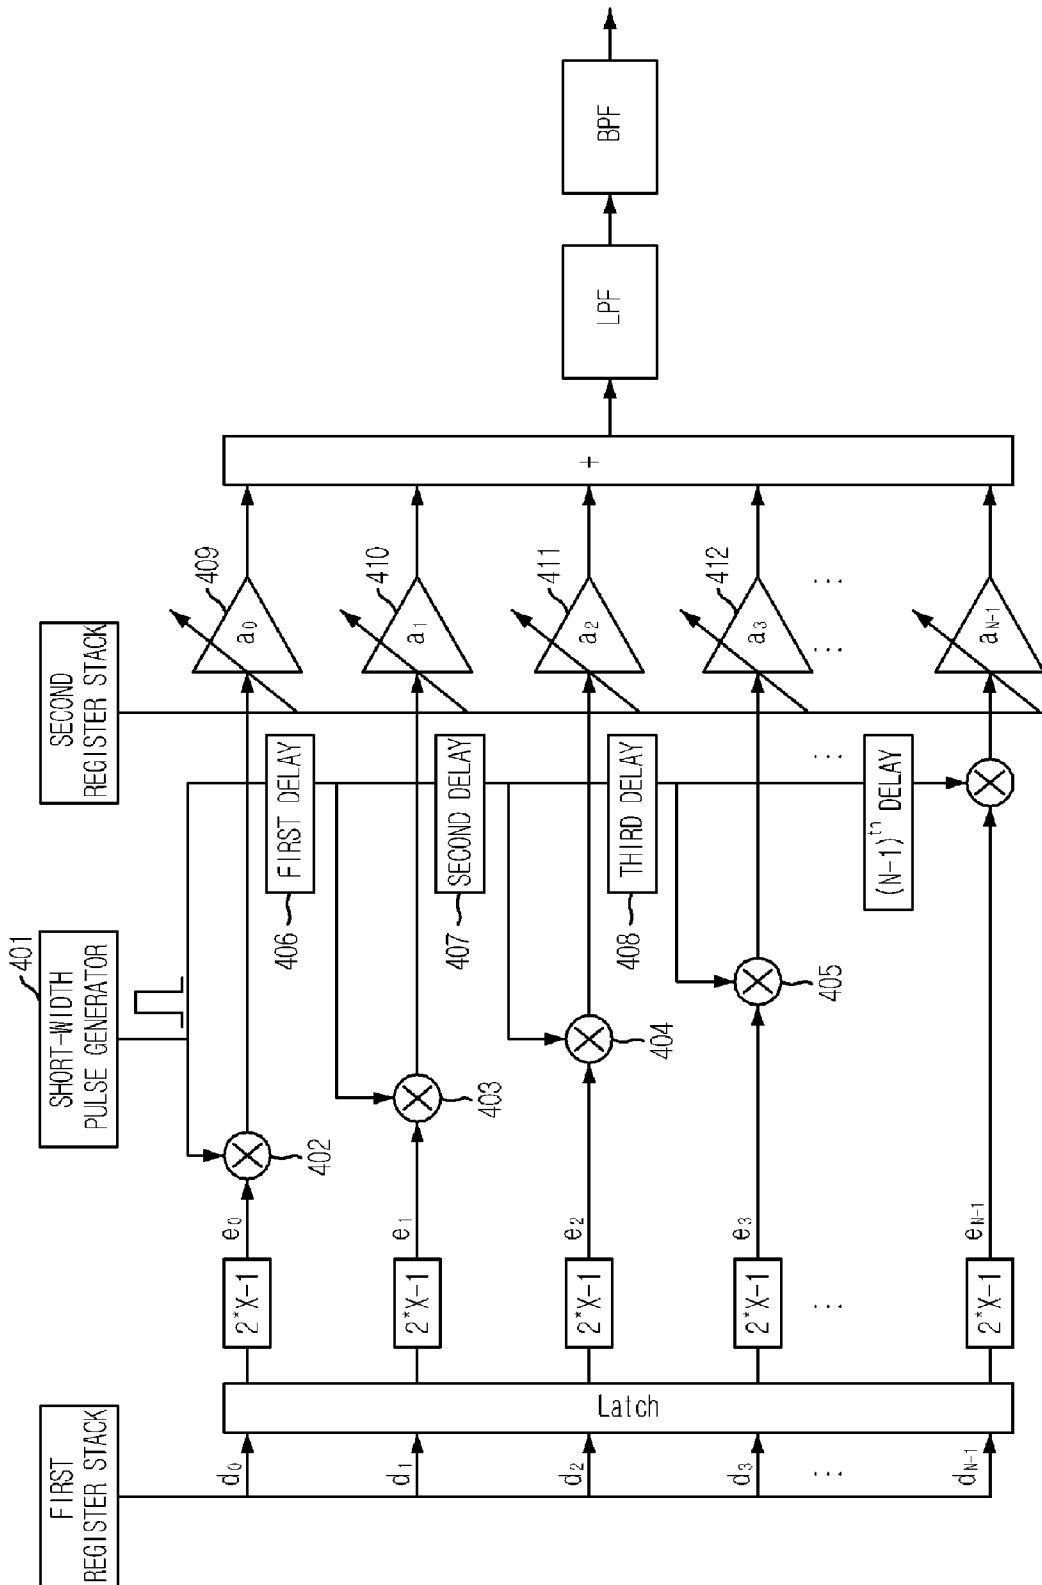 FIRST
REGISTER STACK
401
SHORT-WIDTH
PULSE GENERATOR
SECOND
REGISTER STACK
d₀
2*X-1
e₀
402
a₀
409
FIRST DELAY
406
d₁
2*X-1
e₁
403
a₁
410
SECOND DELAY
407
d₂
2*X-1
e₂
404
a₂
411
THIRD DELAY
408
d₃
2*X-1
e₃
405
a₃
412
...
...
...
...
...
(N-1)ᵗʰ DELAY
dN-1
2*X-1
eN-1
aN-1
Latch
+
LPF
BPF